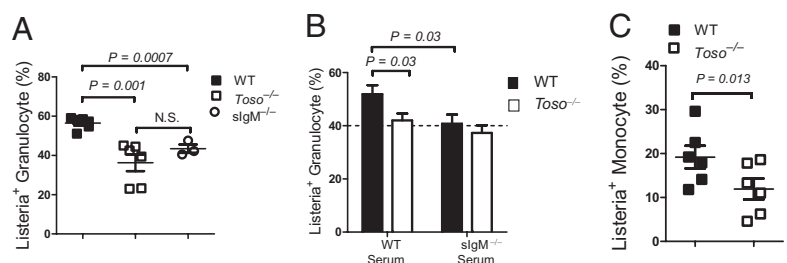 A
P = 0.0007
P = 0.001
N.S.
WT
Toso–/–
sIgM–/–
Listeria+ Granulocyte (%)
80
60
40
20
0
B
P = 0.03
P = 0.03
WT
Toso–/–
Listeria+ Granulocyte (%)
80
60
40
20
0
WT
Serum
sIgM–/–
Serum
C
WT
Toso–/–
P = 0.013
Listeria+ Monocyte (%)
40
30
20
10
0